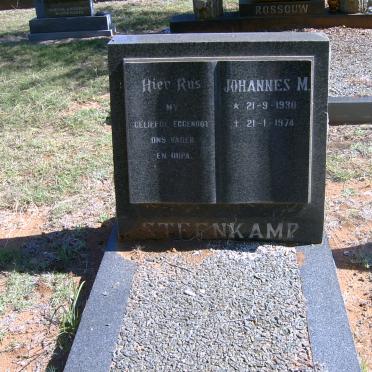 ROSSOUW
Hier Rus
MY
GELIEFDE EGGENOOT
ONS VADER
EN OUPA.
JOHANNES M.
* 21-9-1930
± 21-1-1974
STEENKAMP